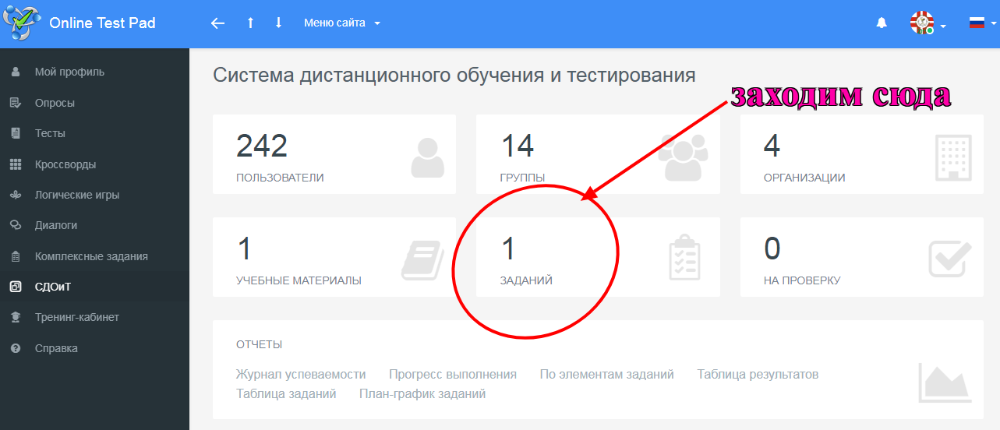 Online Test Pad
Меню сайта
Мой профиль
Опросы
Тесты
Кроссворды
Логические игры
Диалоги
Комплексные задания
СДОиТ
Тренинг-кабинет
Справка
Система дистанционного обучения и тестирования
заходим сюда
242
ПОЛЬЗОВАТЕЛИ
14
ГРУППЫ
4
ОРГАНИЗАЦИИ
1
УЧЕБНЫЕ МАТЕРИАЛЫ
1
ЗАДАНИЙ
0
НА ПРОВЕРКУ
ОТЧЕТЫ
Журнал успеваемости Прогресс выполнения По элементам заданий Таблица результатов
Таблица заданий План-график заданий